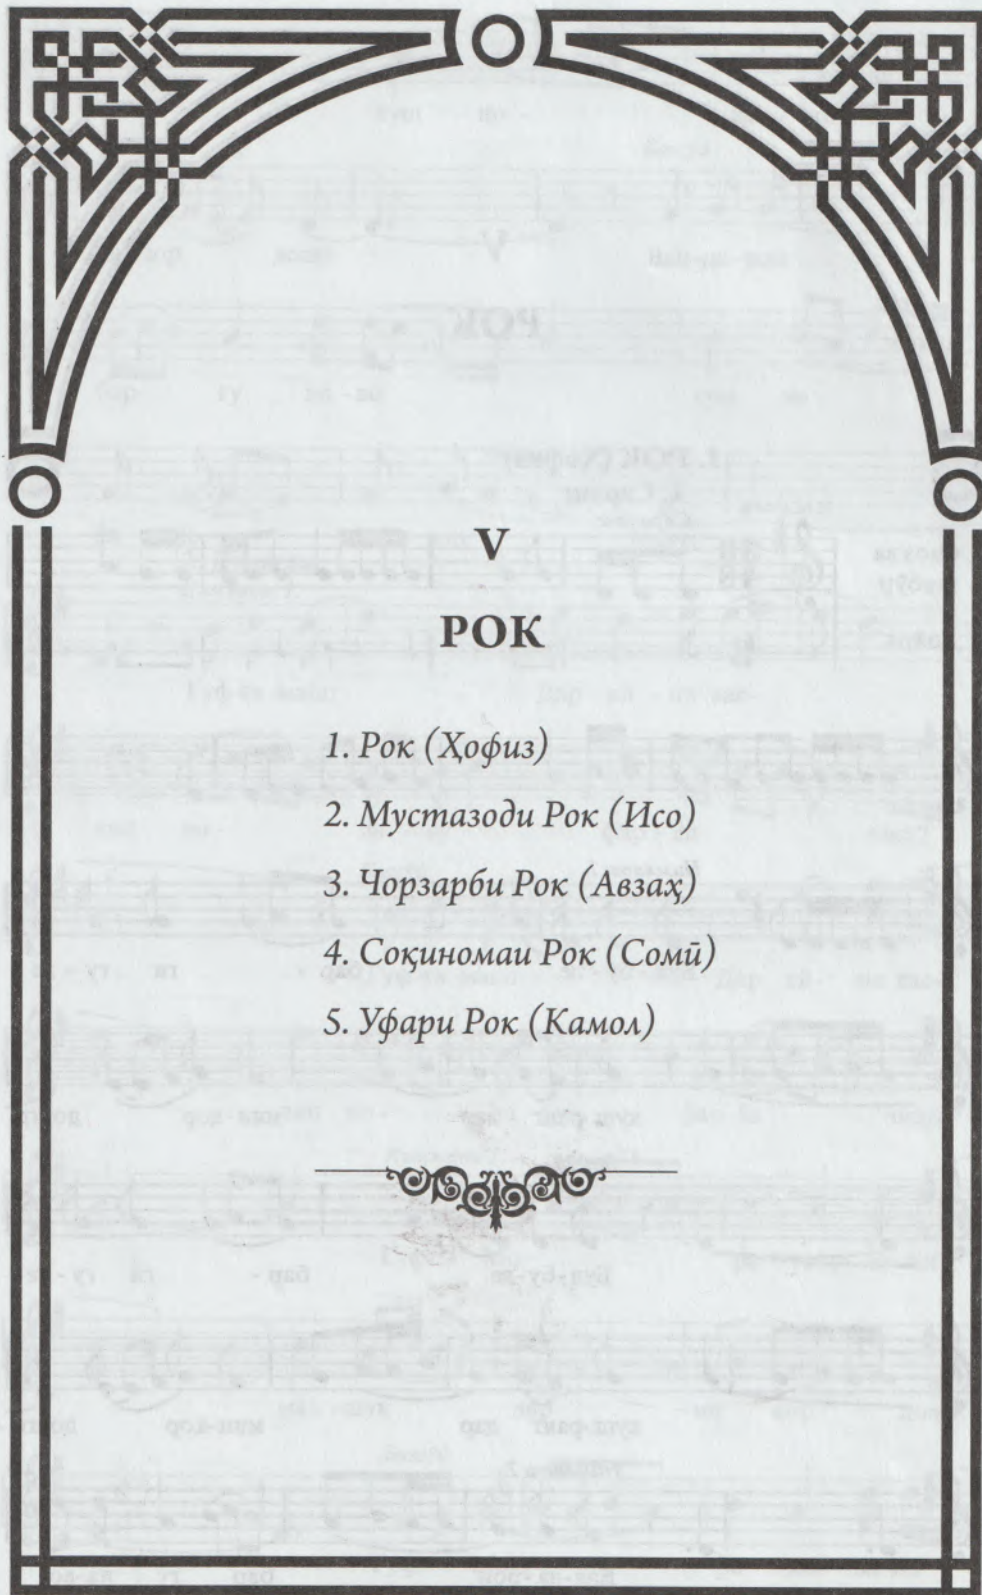 V
РОК
1. Рок (Ҳофиз)
2. Мустазоди Рок (Исо)
3. Чорзарби Рок (Авзаҳ)
4. Соқиномаи Рок (Сомӣ)
5. Уфари Рок (Камол)